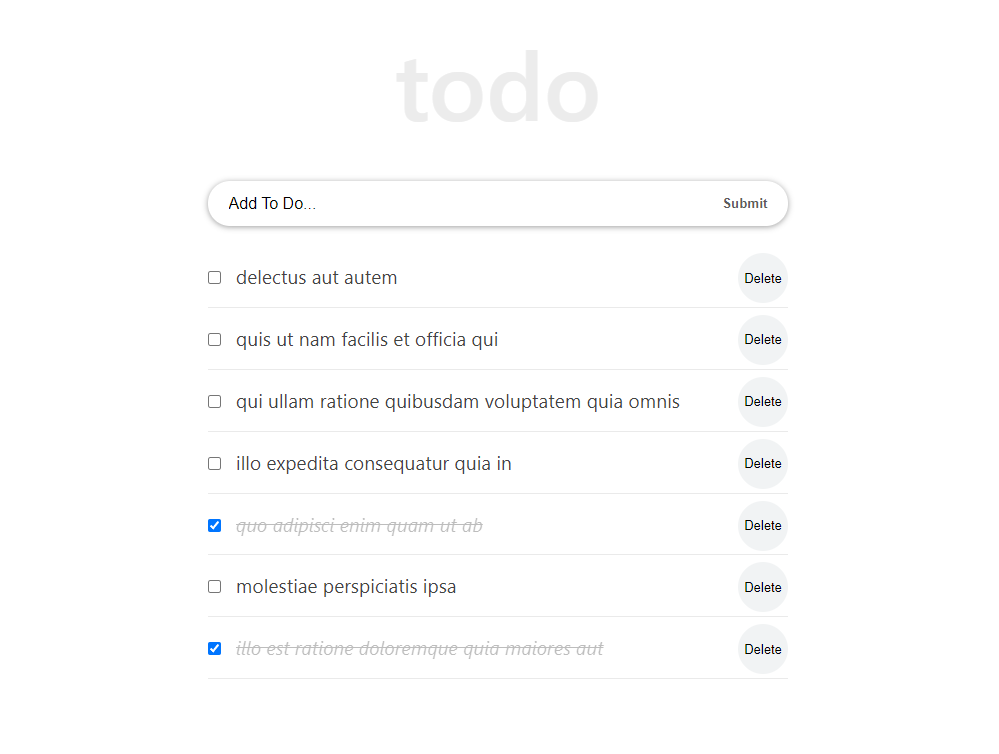 todo
Add To Do... Submit
delectus aut autem Delete
quis ut nam facilis et officia qui Delete
qui ullam ratione quibusdam voluptatem quia omnis Delete
illo expedita consequatur quia in Delete
quo adipisci enim quam ut ab Delete
molestiae perspiciatis ipsa Delete
illo est ratione doloremque quia maiores aut Delete